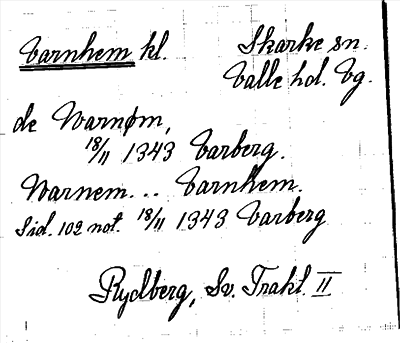 Varnhem kl. Skarke sn.
Valle hd. Vg.
de Warnøm,
18/11 1343 Varberg.
Warnem... Varnhem.
Sid. 102 not. 18/11 1343 Varberg
Rydberg, Sv. Trakt. II